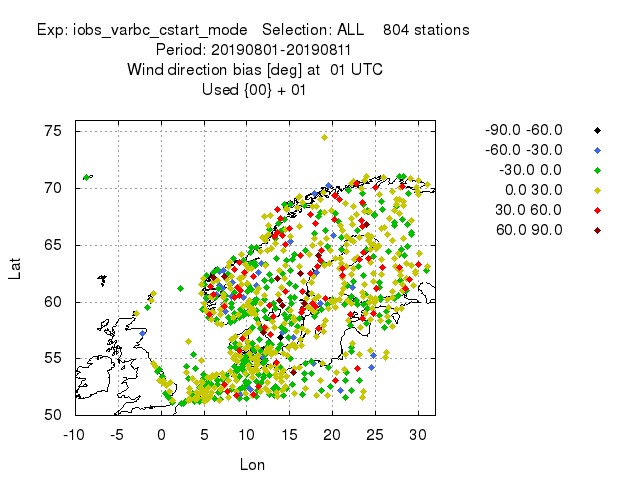 Exp: iobs_varbc_cstart_mode   Selection: ALL    804 stations
Period: 20190801-20190811
Wind direction bias [deg] at  01 UTC
Used {00} + 01
-90.0 -60.0
-60.0 -30.0
-30.0 0.0
0.0 30.0
30.0 60.0
60.0 90.0
75
70
65
60
55
50
Lat
-10 -5 0 5 10 15 20 25 30
Lon